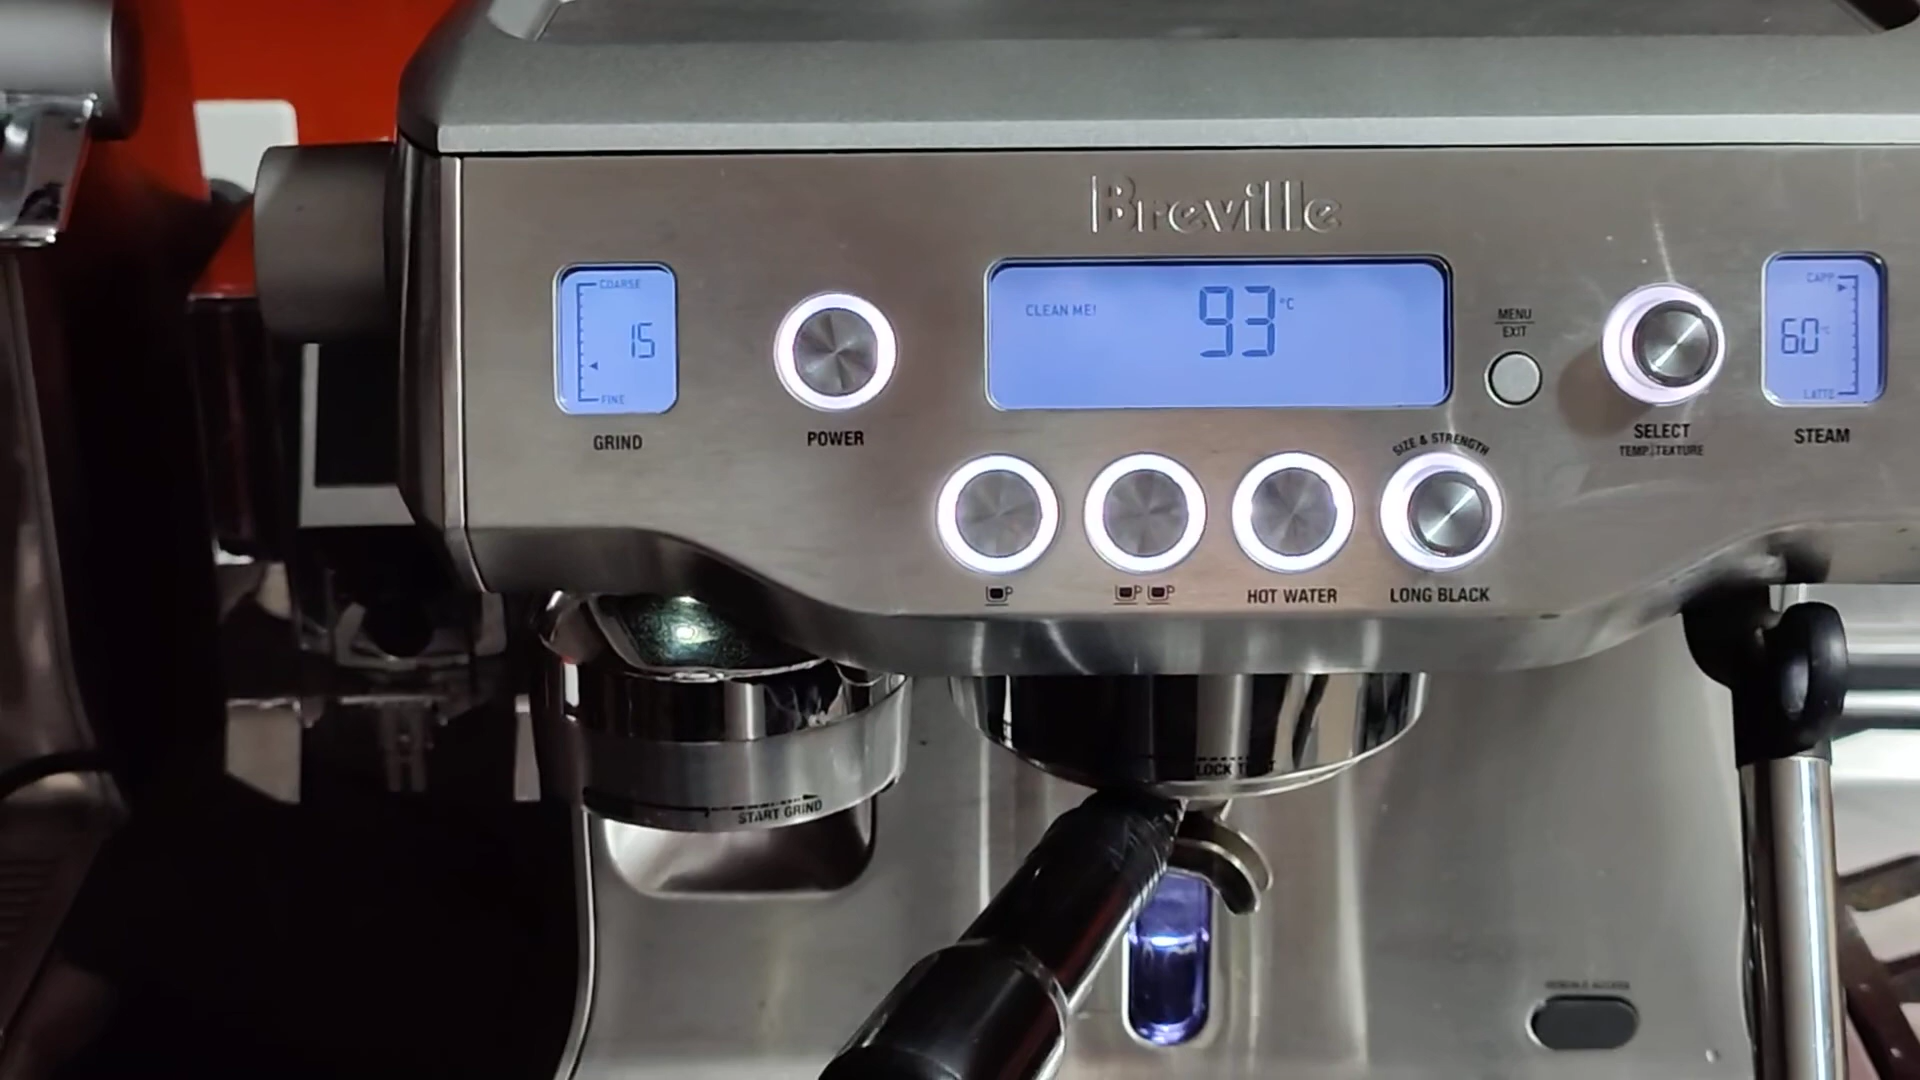 Breville
COARSE
15
FINE
GRIND
POWER
CLEAN ME!
93°C
MENU
EXIT
SELECT
TEMP|TEXTURE
CAPP
60°C
LATTE
STEAM
SIZE & STRENGTH
HOT WATER
LONG BLACK
START GRIND
LOCK